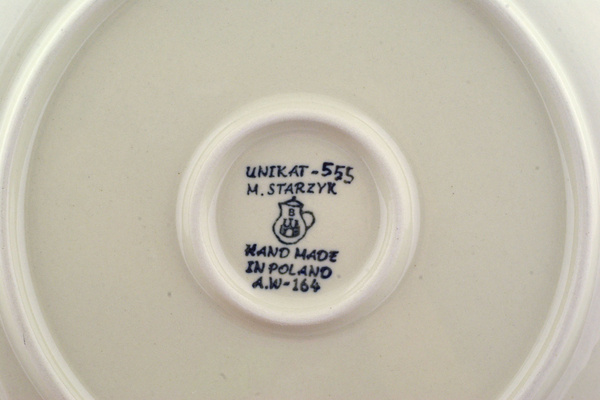 UNIKAT-555
M. STARZYK
B
HAND MADE
IN POLAND
A.W-164